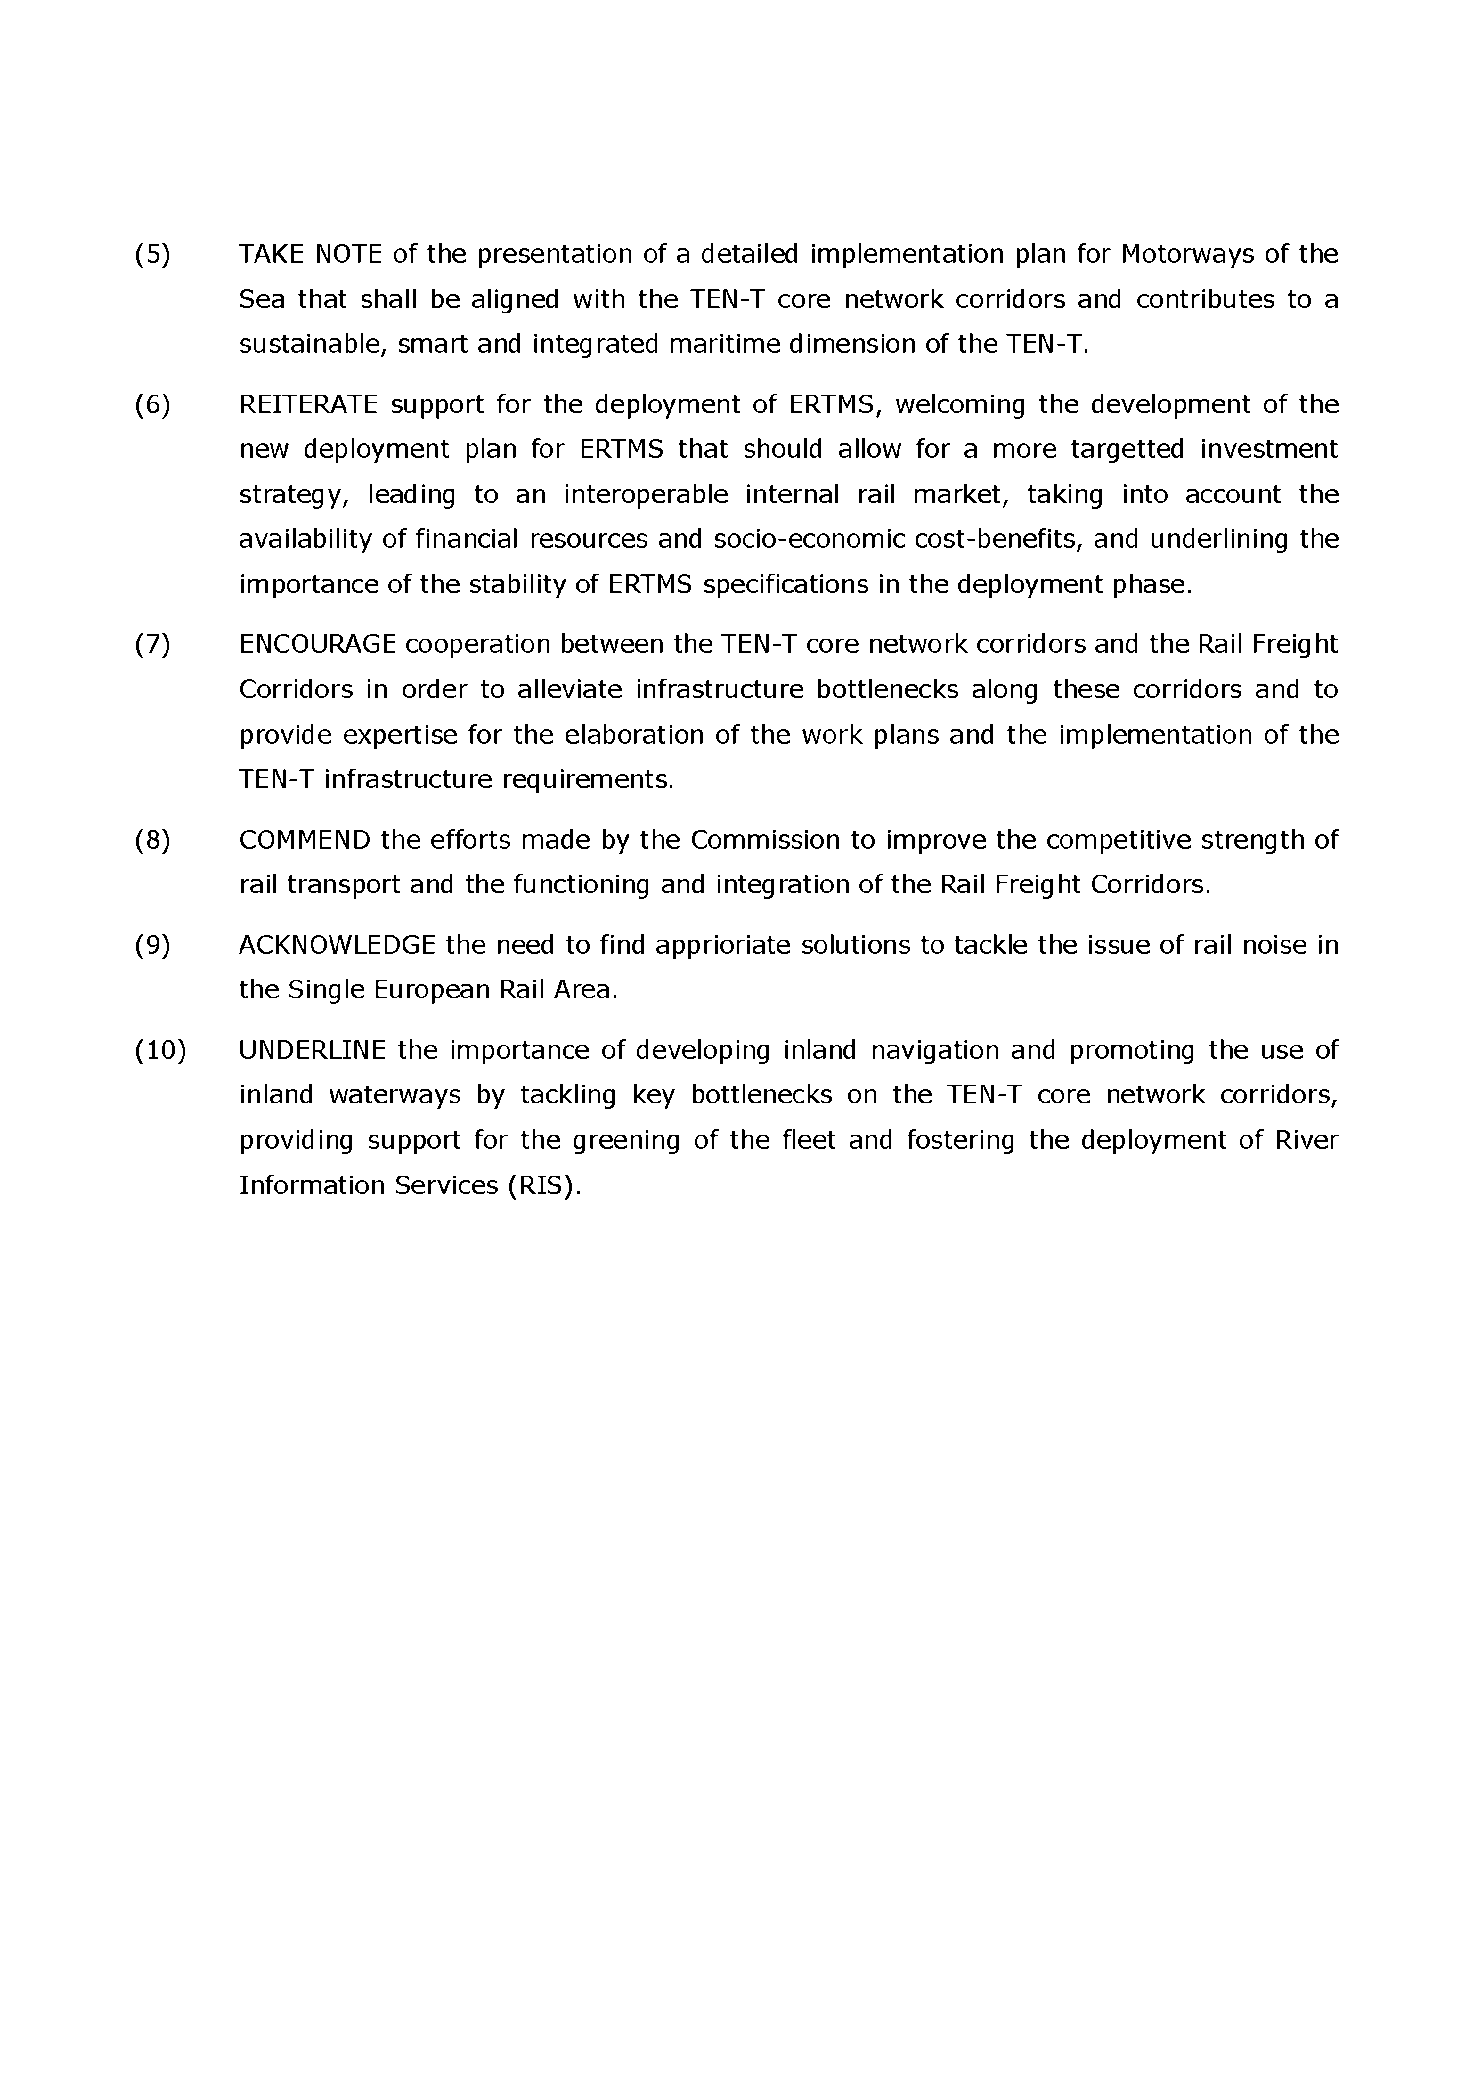 (5) TAKE NOTE of the presentation of a detailed implementation plan for Motorways of the
Sea that shall be aligned with the TEN-T core network corridors and contributes to a
sustainable, smart and integrated maritime dimension of the TEN-T.
(6) REITERATE support for the deployment of ERTMS, welcoming the development of the
new deployment plan for ERTMS that should allow for a more targetted investment
strategy, leading to an interoperable internal rail market, taking into account the
availability of financial resources and socio-economic cost-benefits, and underlining the
importance of the stability of ERTMS specifications in the deployment phase.
(7) ENCOURAGE cooperation between the TEN-T core network corridors and the Rail Freight
Corridors in order to alleviate infrastructure bottlenecks along these corridors and to
provide expertise for the elaboration of the work plans and the implementation of the
TEN-T infrastructure requirements.
(8) COMMEND the efforts made by the Commission to improve the competitive strength of
rail transport and the functioning and integration of the Rail Freight Corridors.
(9) ACKNOWLEDGE the need to find apprioriate solutions to tackle the issue of rail noise in
the Single European Rail Area.
(10) UNDERLINE the importance of developing inland navigation and promoting the use of
inland waterways by tackling key bottlenecks on the TEN-T core network corridors,
providing support for the greening of the fleet and fostering the deployment of River
Information Services (RIS).